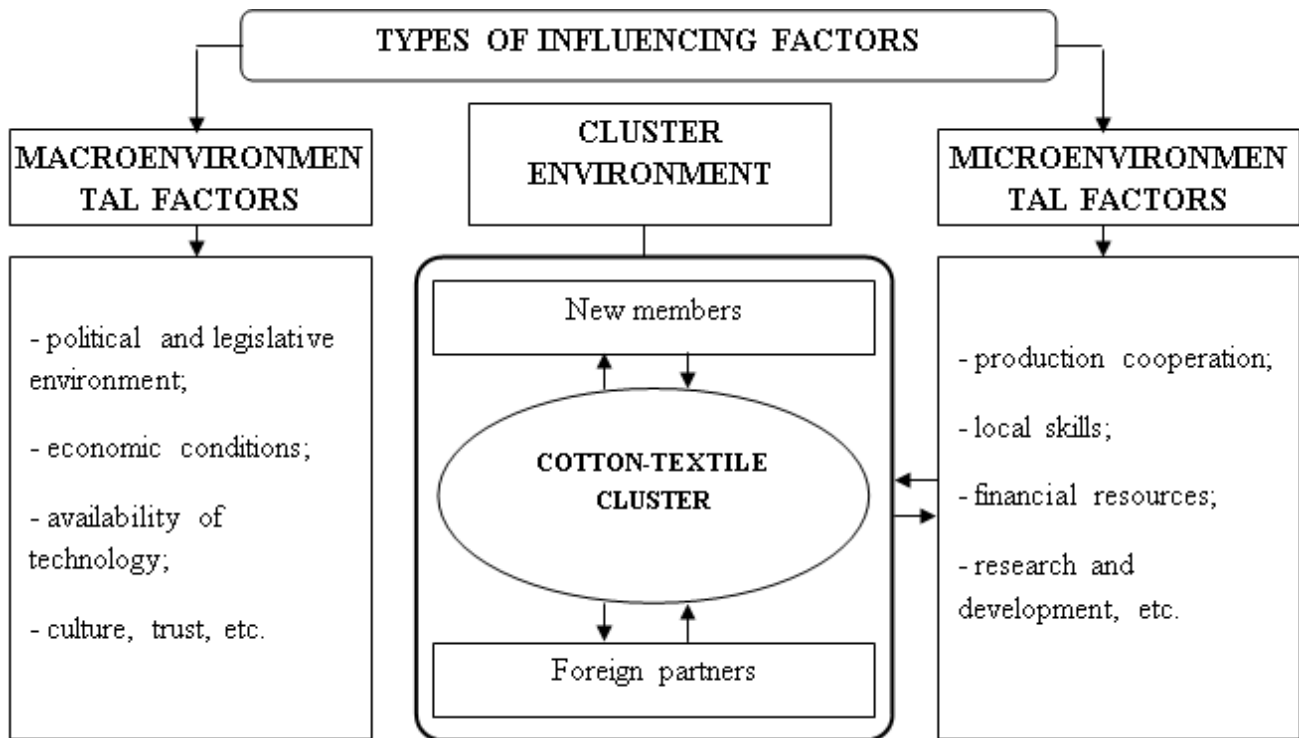 TYPES OF INFLUENCING FACTORS
MACROENVIRONMEN
TAL FACTORS
CLUSTER
ENVIRONMENT
MICROENVIRONMEN
TAL FACTORS
- political and legislative
environment;
- economic conditions;
- availability of
technology;
- culture, trust, etc.
New members
COTTON-TEXTILE
CLUSTER
Foreign partners
- production cooperation;
- local skills;
- financial resources;
- research and
development, etc.